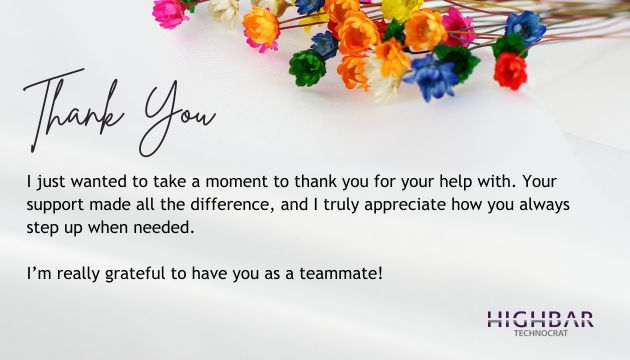 Thank You
I just wanted to take a moment to thank you for your help with. Your
support made all the difference, and I truly appreciate how you always
step up when needed.
I’m really grateful to have you as a teammate!
HIGHBAR
TECHNOCRAT